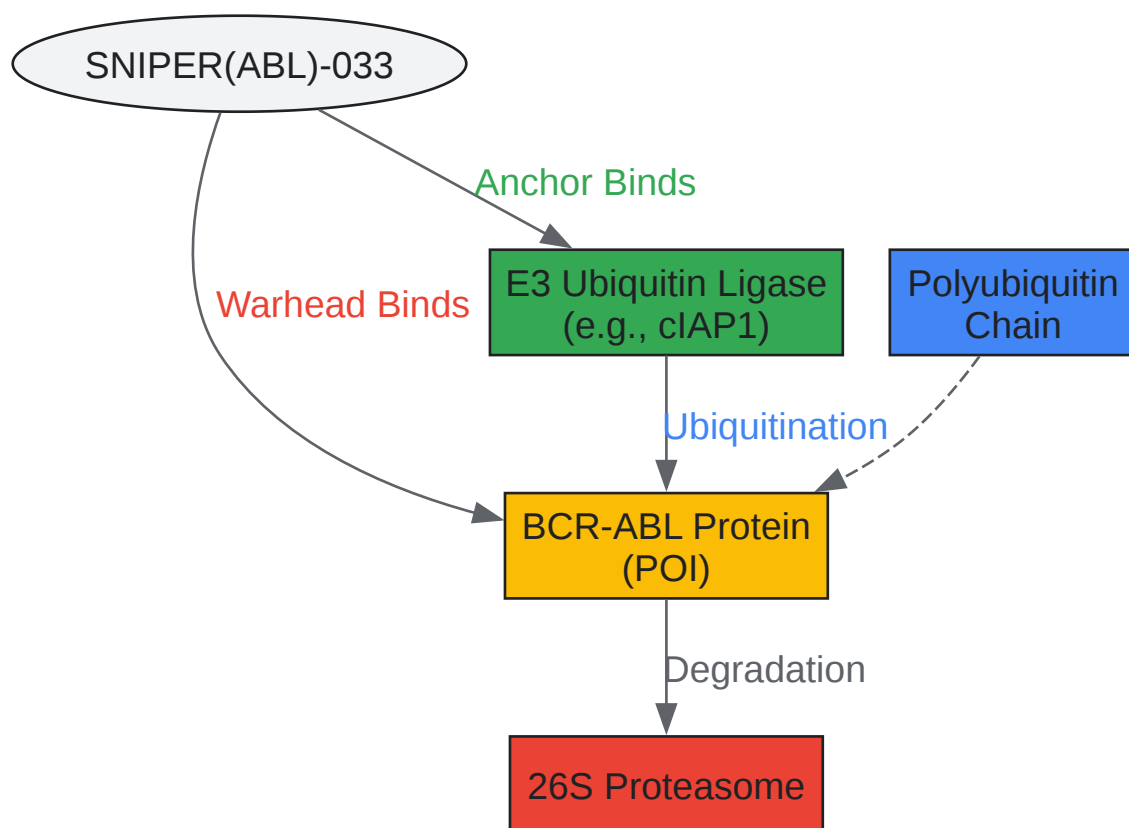 SNIPER(ABL)-033
Anchor Binds
E3 Ubiquitin Ligase
(e.g., cIAP1)
Polyubiquitin
Chain
Warhead Binds
Ubiquitination
BCR-ABL Protein
(POI)
Degradation
26S Proteasome